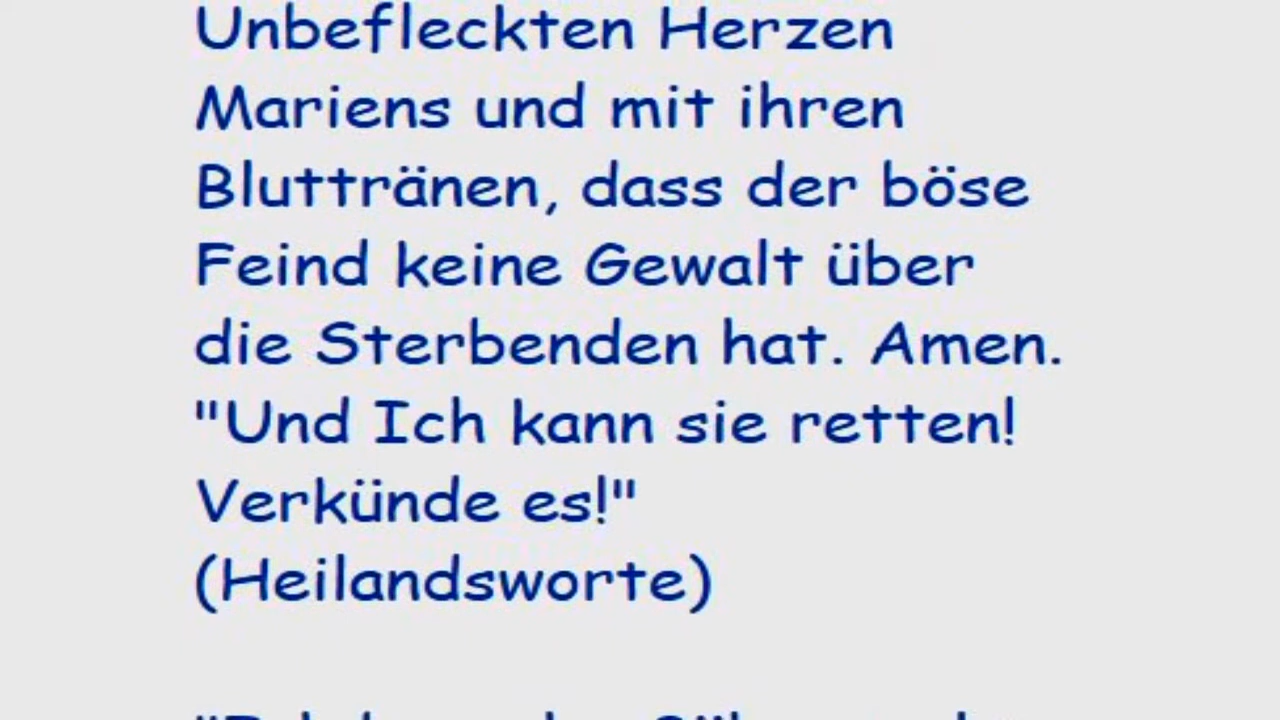 Unbefleckten Herzen
Mariens und mit ihren
Bluttränen, dass der böse
Feind keine Gewalt über
die Sterbenden hat. Amen.
"Und Ich kann sie retten!
Verkünde es!"
(Heilandsworte)